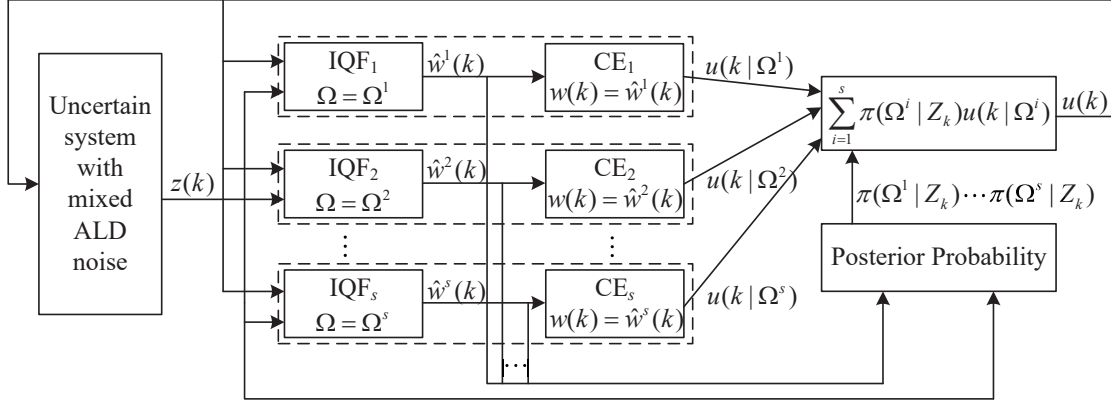 Uncertain
system
with
mixed
ALD
noise
z(k)
IQF₁
Ω = Ω¹
ŵ¹(k)
CE₁
w(k) = ŵ¹(k)
u(k | Ω¹)
IQF₂
Ω = Ω²
ŵ²(k)
CE₂
w(k) = ŵ²(k)
u(k | Ω²)
⋮
⋮
IQFₛ
Ω = Ωˢ
ŵˢ(k)
CEₛ
w(k) = ŵˢ(k)
u(k | Ωˢ)
⋯
∑ᵢ₌₁ˢ π(Ωⁱ | Zₖ)u(k | Ωⁱ)
u(k)
π(Ω¹ | Zₖ)⋯π(Ωˢ | Zₖ)
Posterior Probability